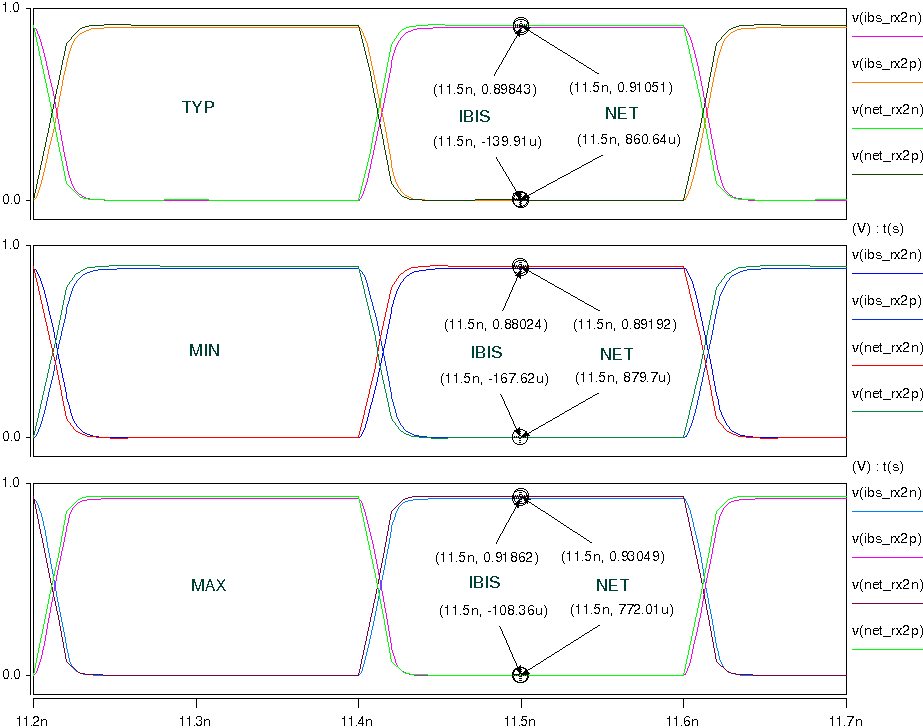 1.0
v(ibs_rx2n)
v(ibs_rx2p)
(11.5n, 0.89843) (11.5n, 0.91051)
TYP IBIS NET
v(net_rx2n)
(11.5n, -139.91u) (11.5n, 860.64u)
v(net_rx2p)
0.0
(V) : t(s)
1.0
v(ibs_rx2n)
v(ibs_rx2p)
(11.5n, 0.88024) (11.5n, 0.89192)
MIN IBIS NET
v(net_rx2n)
(11.5n, -167.62u) (11.5n, 879.7u)
v(net_rx2p)
0.0
(V) : t(s)
1.0
v(ibs_rx2n)
v(ibs_rx2p)
(11.5n, 0.91862) (11.5n, 0.93049)
MAX IBIS NET
v(net_rx2n)
(11.5n, -108.36u) (11.5n, 772.01u)
v(net_rx2p)
0.0
11.2n 11.3n 11.4n 11.5n 11.6n 11.7n